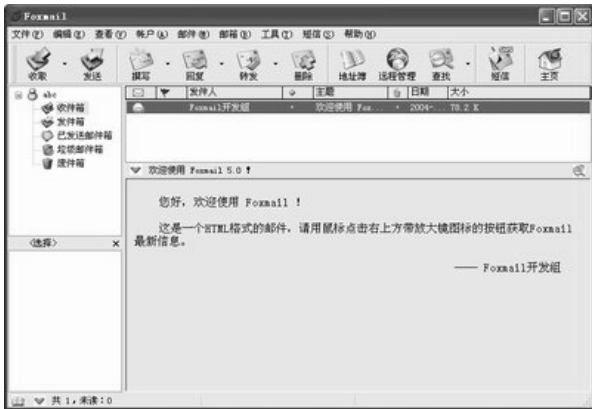 Foxmail
文件(F) 编辑(E) 查看(V) 帐户(A) 邮件(M) 邮箱(B) 工具(T) 短信(S) 帮助(H)
收取 发送 撰写 回复 转发 删除 地址簿 远程管理 查找 短信 主页
abc
收件箱
发件箱
已发送邮件箱
垃圾邮件箱
废件箱
发件人 主题 日期 大小
Foxmail开发组 欢迎使用 Fox... 2004-... 78.2 K
欢迎使用 Foxmail 5.0!
您好,欢迎使用 Foxmail !
这是一个HTML格式的邮件,请用鼠标点击右上方带放大镜图标的按钮获取Foxmail
最新信息。
—— Foxmail开发组
<选择>
共 1,未读:0